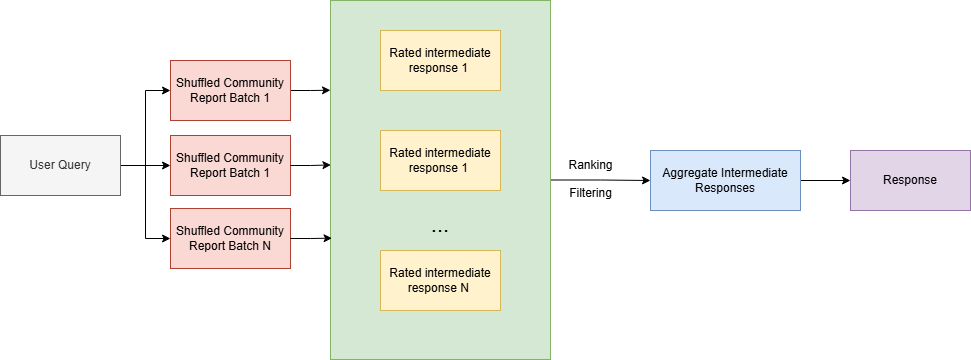 User Query
Shuffled Community
Report Batch 1
Shuffled Community
Report Batch 1
Shuffled Community
Report Batch N
Rated intermediate
response 1
Rated intermediate
response 1
...
Rated intermediate
response N
Ranking
Filtering
Aggregate Intermediate
Responses
Response